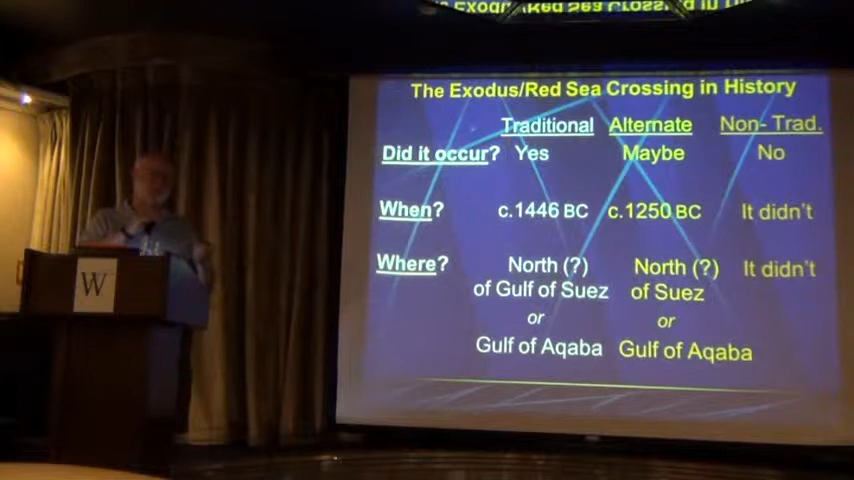 The Exodus/Red Sea Crossing in History
Traditional Alternate Non- Trad.
Did it occur? Yes Maybe No
When? c.1446 BC c.1250 BC It didn't
Where? North (?) North (?) It didn't
of Gulf of Suez of Suez
or or
Gulf of Aqaba Gulf of Aqaba
W